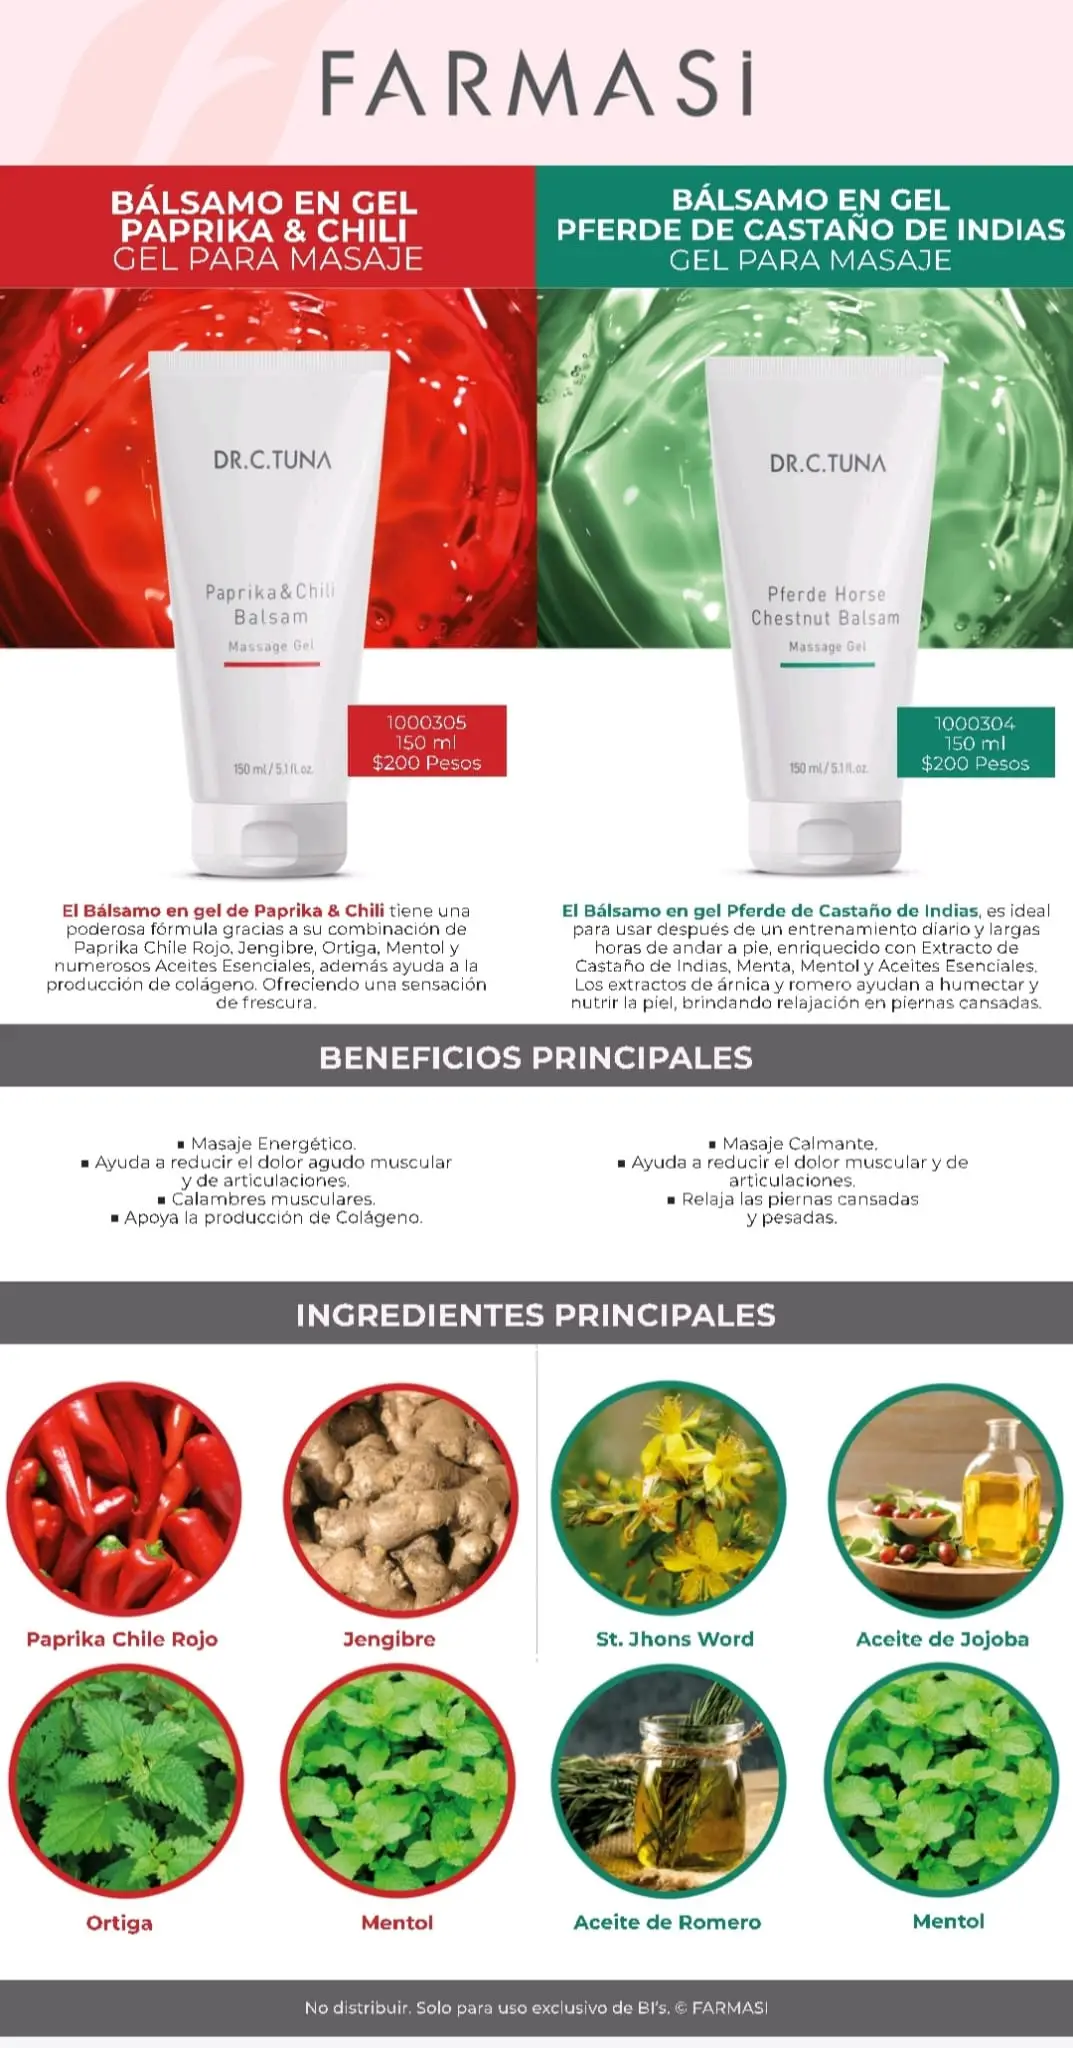 FARMASi
BÁLSAMO EN GEL
PAPRIKA & CHILI
GEL PARA MASAJE
BÁLSAMO EN GEL
PFERDE DE CASTAÑO DE INDIAS
GEL PARA MASAJE
DR.C.TUNA
Paprika & Chili
Balsam
Massage Gel
150 ml/5.1 fl.oz.
1000305
150 ml
$200 Pesos
DR.C.TUNA
Pferde Horse
Chestnut Balsam
Massage Gel
150 ml/5.1 fl.oz.
1000304
150 ml
$200 Pesos
El Bálsamo en gel de Paprika & Chili tiene una
poderosa fórmula gracias a su combinación de
Paprika Chile Rojo, Jengibre, Ortiga, Mentol y
numerosos Aceites Esenciales, además ayuda a la
producción de colágeno. Ofreciendo una sensación
de frescura.
El Bálsamo en gel Pferde de Castaño de Indias, es ideal
para usar después de un entrenamiento diario y largas
horas de andar a pie, enriquecido con Extracto de
Castaño de Indias, Menta, Mentol y Aceites Esenciales.
Los extractos de árnica y romero ayudan a humectar y
nutrir la piel, brindando relajación en piernas cansadas.
BENEFICIOS PRINCIPALES
▪ Masaje Energético.
▪ Ayuda a reducir el dolor agudo muscular
y de articulaciones.
▪ Calambres musculares.
▪ Apoya la producción de Colágeno.
▪ Masaje Calmante.
▪ Ayuda a reducir el dolor muscular y de
articulaciones.
▪ Relaja las piernas cansadas
y pesadas.
INGREDIENTES PRINCIPALES
Paprika Chile Rojo
Jengibre
St. Jhons Word
Aceite de Jojoba
Ortiga
Mentol
Aceite de Romero
Mentol
No distribuir. Solo para uso exclusivo de BI's. © FARMASI